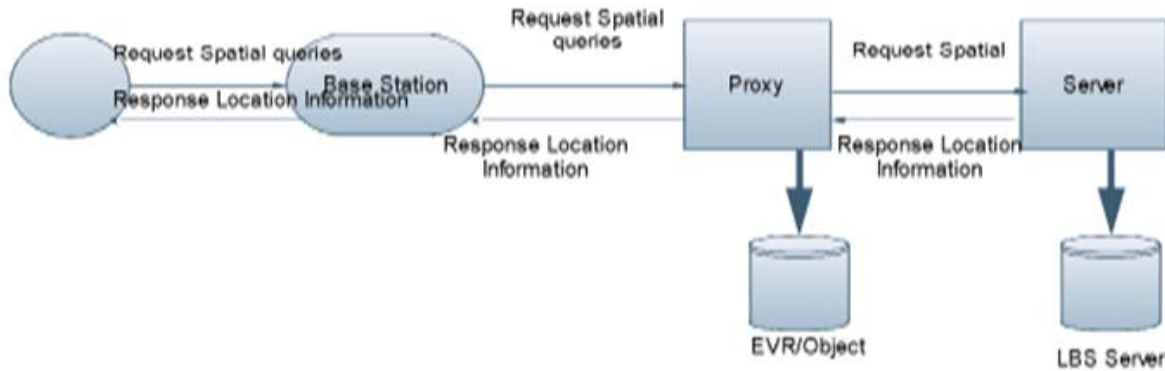 Request Spatial queries
Response Location Information
Base Station
Request Spatial
queries
Response Location
Information
Proxy
Request Spatial
Response Location
Information
Server
EVR/Object
LBS Server